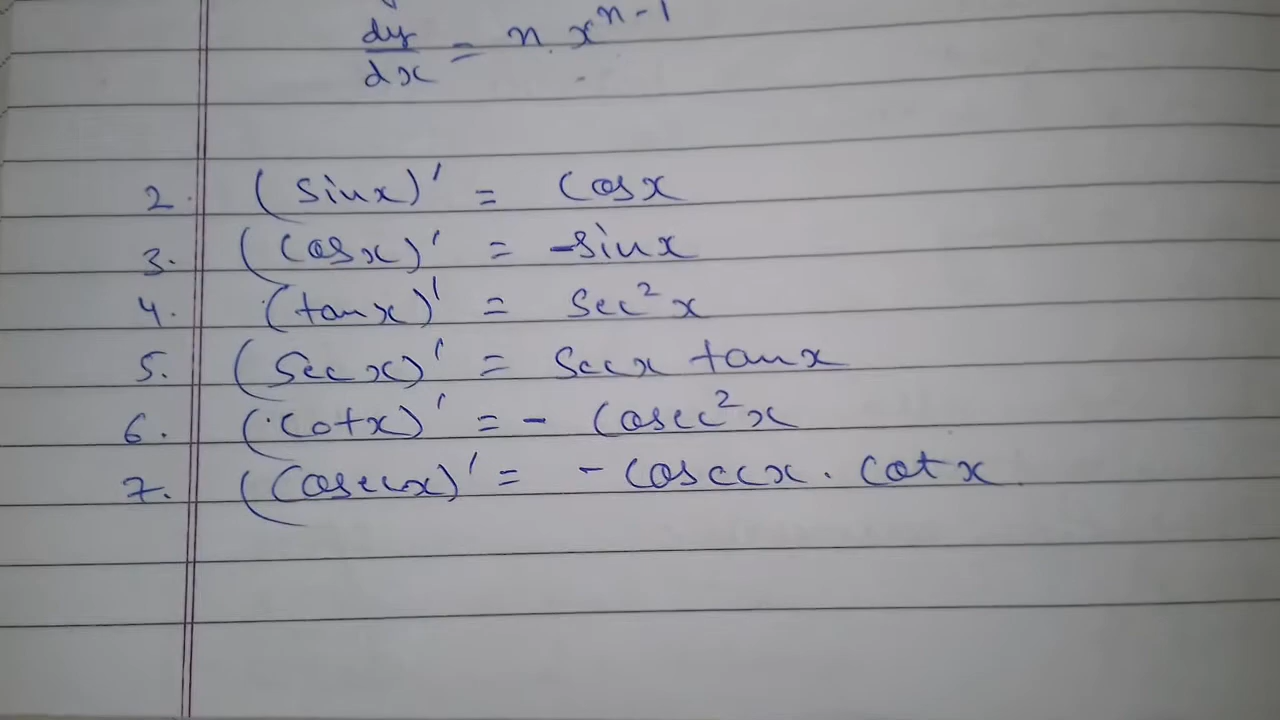 dy/dx = n. x^n-1
2. (sinx)' = Cosx
3. (Cosx)' = -sinx
4. (tanx)' = Sec²x
5. (Secx)' = Secx tanx
6. (Cotx)' = - Cosec²x
7. (Cosecx)' = - Cosecx . Cotx